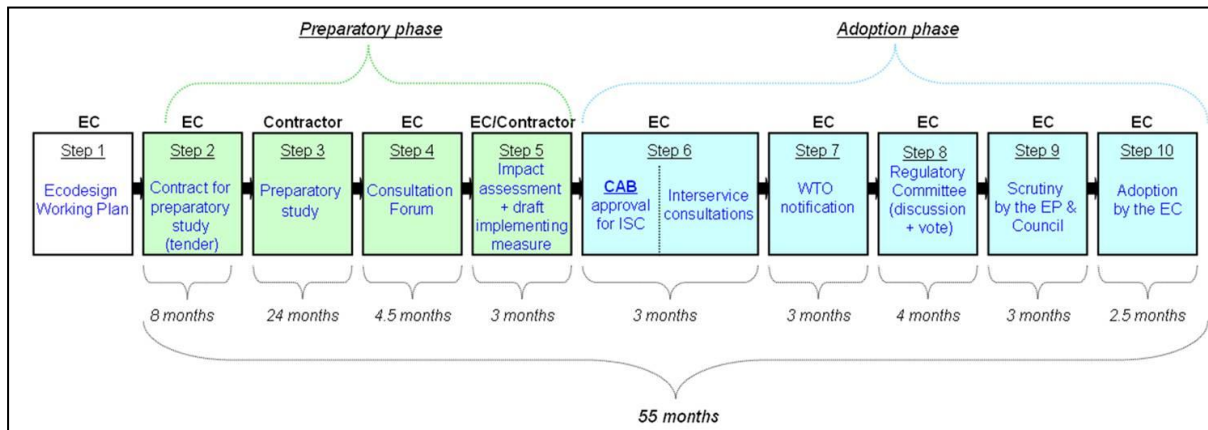 Preparatory phase
Adoption phase
EC
Step 1
Ecodesign
Working Plan
EC
Step 2
Contract for
preparatory
study
(tender)
Contractor
Step 3
Preparatory
study
EC
Step 4
Consultation
Forum
EC/Contractor
Step 5
Impact
assessment
+ draft
implementing
measure
EC
Step 6
CAB
approval
for ISC
Interservice
consultations
EC
Step 7
WTO
notification
EC
Step 8
Regulatory
Committee
(discussion
+ vote)
EC
Step 9
Scrutiny
by the EP &
Council
EC
Step 10
Adoption
by the EC
8 months
24 months
4.5 months
3 months
3 months
3 months
4 months
3 months
2.5 months
55 months